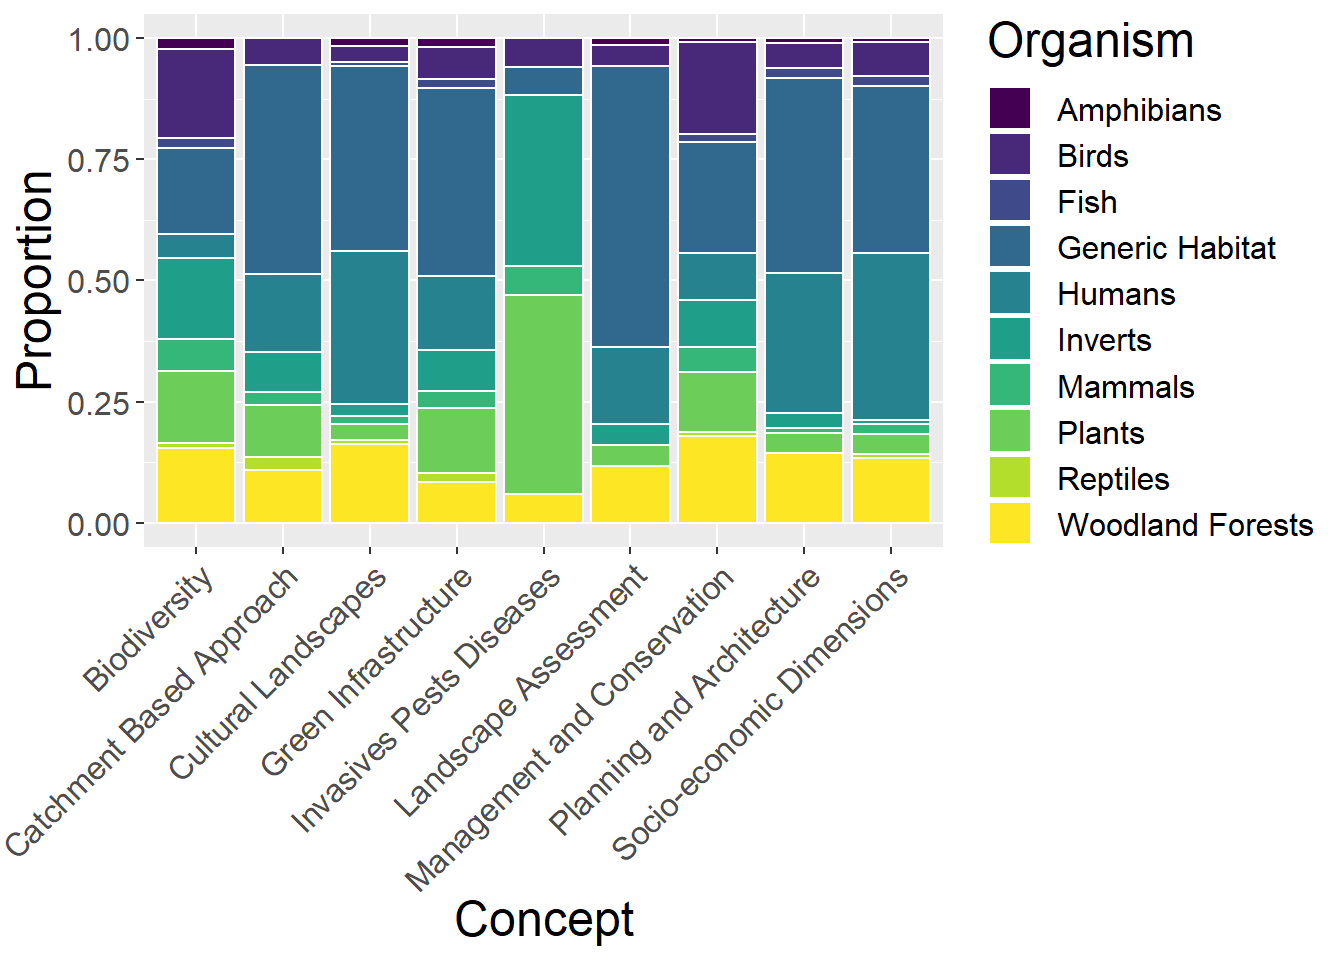 1.00
0.75
0.50
0.25
0.00
Proportion
Biodiversity
Catchment Based Approach
Cultural Landscapes
Green Infrastructure
Invasives Pests Diseases
Landscape Assessment
Management and Conservation
Planning and Architecture
Socio-economic Dimensions
Concept
Organism
Amphibians
Birds
Fish
Generic Habitat
Humans
Inverts
Mammals
Plants
Reptiles
Woodland Forests